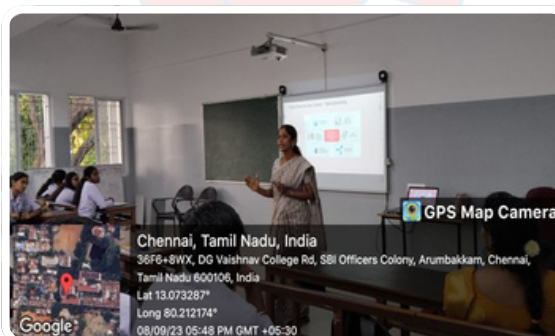 GPS Map Camera
Chennai, Tamil Nadu, India
36F6+8WX, DG Vaishnav College Rd, SBI Officers Colony, Arumbakkam, Chennai,
Tamil Nadu 600106, India
Lat 13.073287°
Long 80.212174°
08/09/23 05:48 PM GMT +05:30
Google